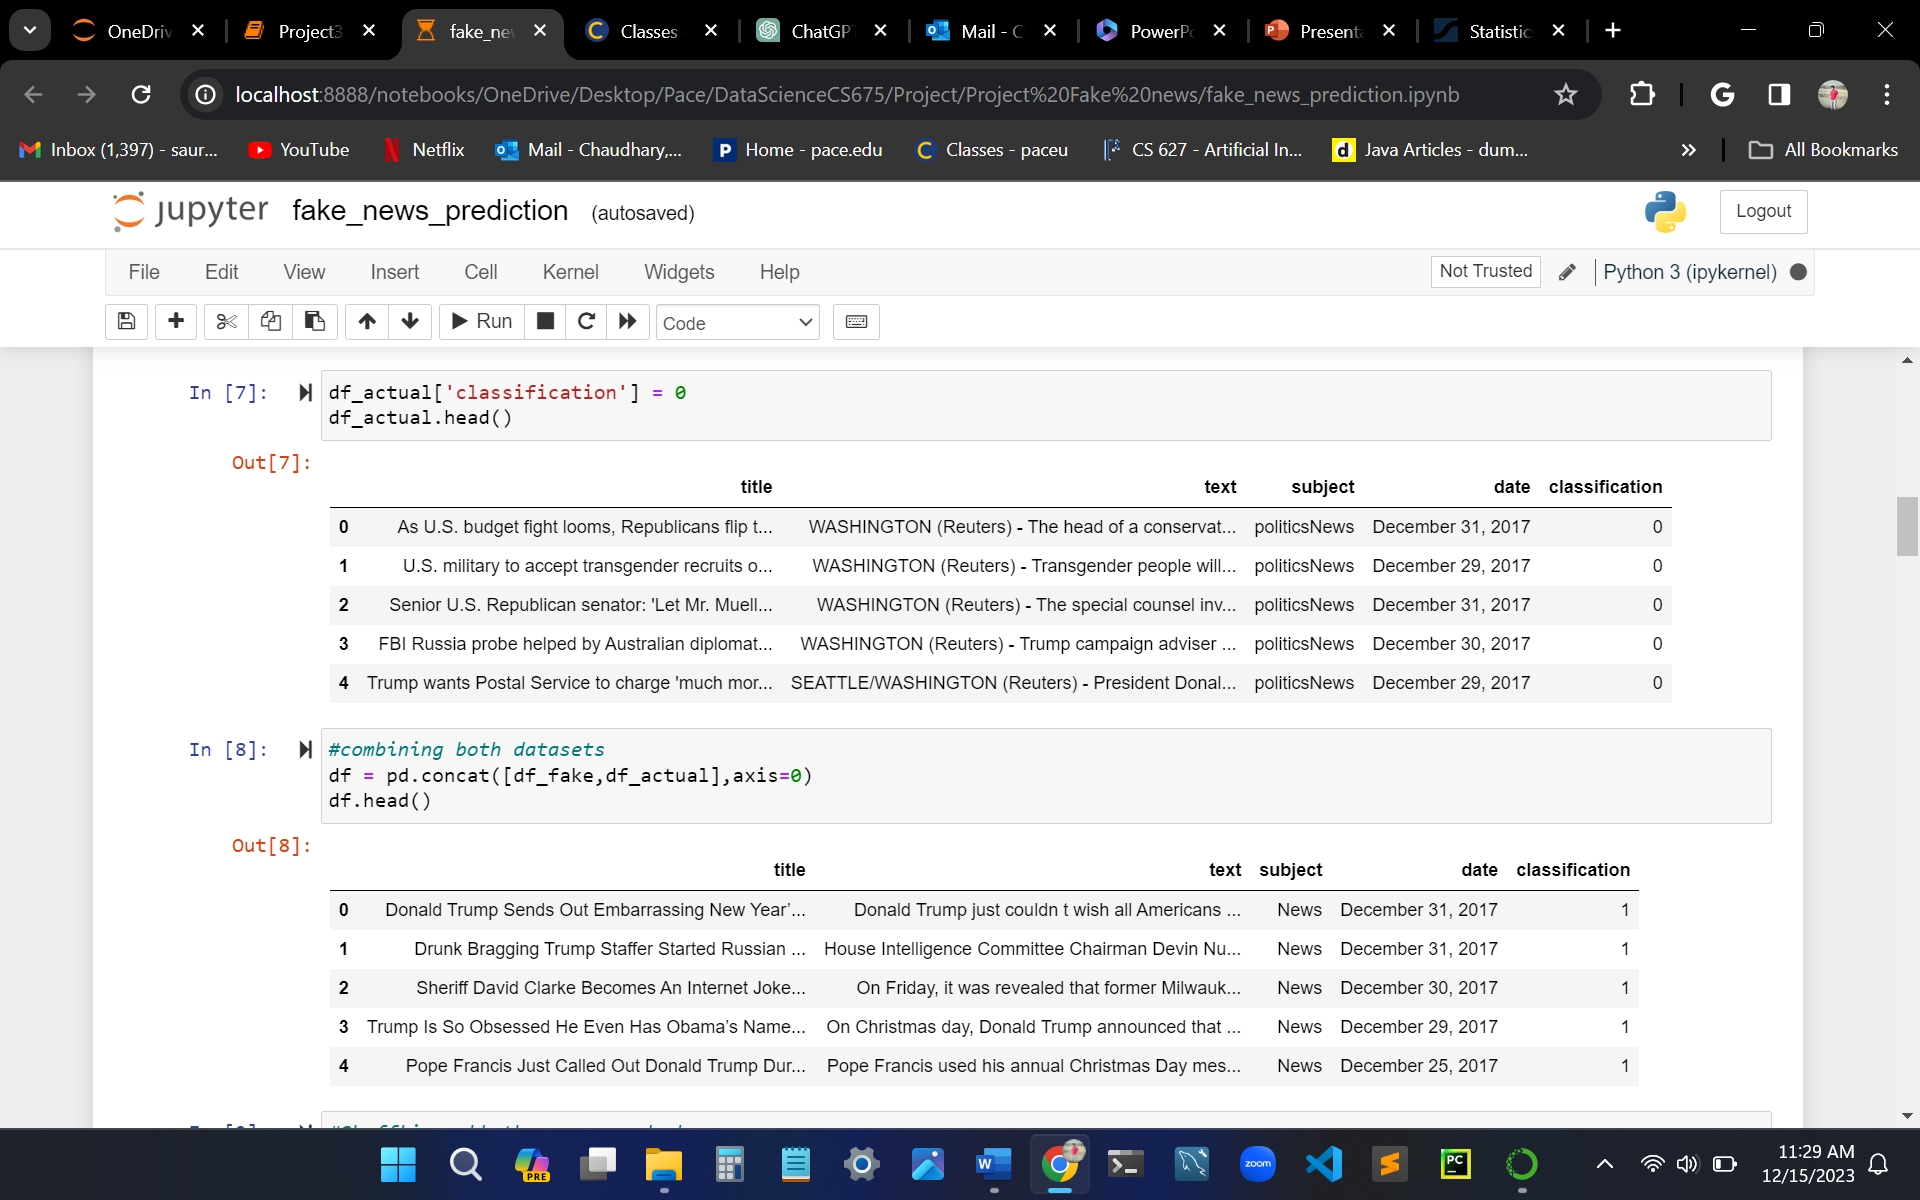 OneDriv
Project3
fake_nev
Classes
ChatGPT
Mail - C
PowerPo
Presenta
Statistic
localhost:8888/notebooks/OneDrive/Desktop/Pace/DataScienceCS675/Project/Project%20Fake%20news/fake_news_prediction.ipynb
Inbox (1,397) - saur...
YouTube
Netflix
Mail - Chaudhary,...
P
Home - pace.edu
Classes - paceu
CS 627 - Artificial In...
d
Java Articles - dum...
All Bookmarks
jupyter fake_news_prediction (autosaved)
Logout
File Edit View Insert Cell Kernel Widgets Help
Not Trusted
Python 3 (ipykernel)
Run
Code
In [7]: df_actual['classification'] = 0
df_actual.head()
Out[7]:
title text subject date classification
0 As U.S. budget fight looms, Republicans flip t... WASHINGTON (Reuters) - The head of a conservat... politicsNews December 31, 2017 0
1 U.S. military to accept transgender recruits o... WASHINGTON (Reuters) - Transgender people will... politicsNews December 29, 2017 0
2 Senior U.S. Republican senator: 'Let Mr. Muell... WASHINGTON (Reuters) - The special counsel inv... politicsNews December 31, 2017 0
3 FBI Russia probe helped by Australian diplomat... WASHINGTON (Reuters) - Trump campaign adviser ... politicsNews December 30, 2017 0
4 Trump wants Postal Service to charge 'much mor... SEATTLE/WASHINGTON (Reuters) - President Donal... politicsNews December 29, 2017 0
In [8]: #combining both datasets
df = pd.concat([df_fake,df_actual],axis=0)
df.head()
Out[8]:
title text subject date classification
0 Donald Trump Sends Out Embarrassing New Year’... Donald Trump just couldn t wish all Americans ... News December 31, 2017 1
1 Drunk Bragging Trump Staffer Started Russian ... House Intelligence Committee Chairman Devin Nu... News December 31, 2017 1
2 Sheriff David Clarke Becomes An Internet Joke... On Friday, it was revealed that former Milwauk... News December 30, 2017 1
3 Trump Is So Obsessed He Even Has Obama’s Name... On Christmas day, Donald Trump announced that ... News December 29, 2017 1
4 Pope Francis Just Called Out Donald Trump Dur... Pope Francis used his annual Christmas Day mes... News December 25, 2017 1
PRE
W
zoom
PC
11:29 AM
12/15/2023